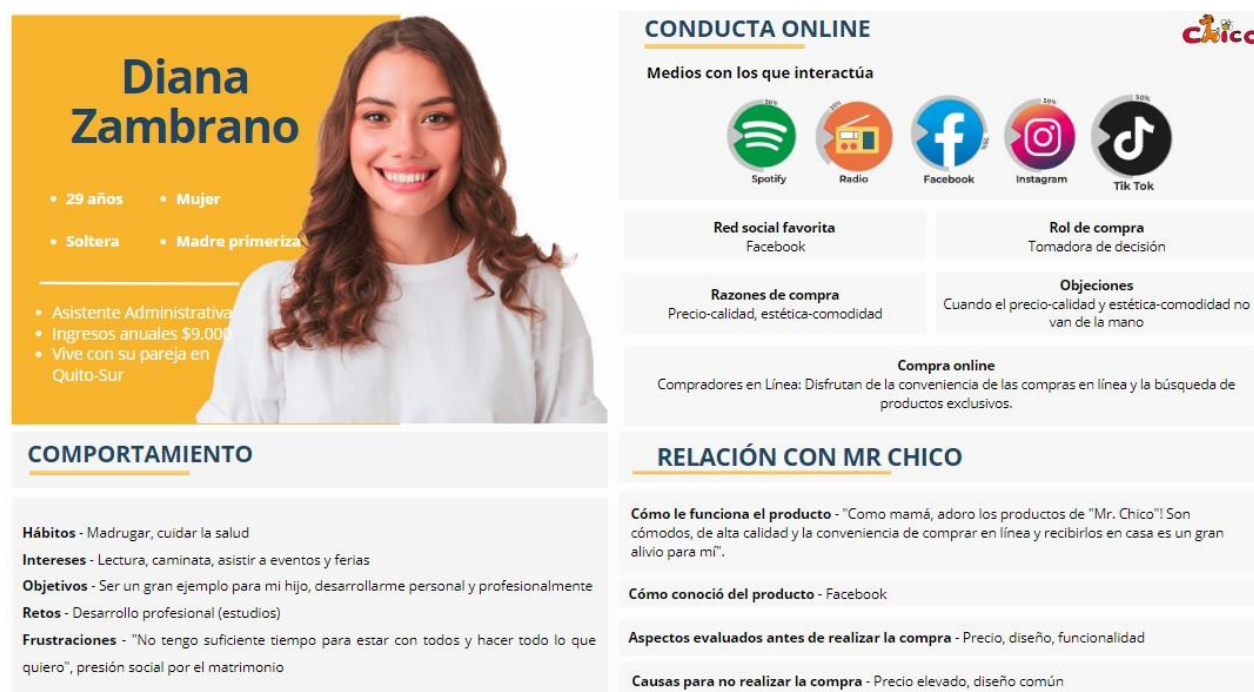 Diana
Zambrano
• 29 años • Mujer
• Soltera • Madre primeriza
• Asistente Administrativa
• Ingresos anuales $9.000
• Vive con su pareja en
Quito-Sur
CONDUCTA ONLINE
Chico
Medios con los que interactúa
50%
50%
50%
Spotify
Radio
Facebook
Instagram
Tik Tok
Red social favorita
Facebook
Rol de compra
Tomadora de decisión
Razones de compra
Precio-calidad, estética-comodidad
Objeciones
Cuando el precio-calidad y estética-comodidad no
van de la mano
Compra online
Compradores en Línea: Disfrutan de la conveniencia de las compras en línea y la búsqueda de
productos exclusivos.
COMPORTAMIENTO
Hábitos - Madrugar, cuidar la salud
Intereses - Lectura, caminata, asistir a eventos y ferias
Objetivos - Ser un gran ejemplo para mi hijo, desarrollarme personal y profesionalmente
Retos - Desarrollo profesional (estudios)
Frustraciones - "No tengo suficiente tiempo para estar con todos y hacer todo lo que
quiero", presión social por el matrimonio
RELACIÓN CON MR CHICO
Cómo le funciona el producto - "Como mamá, adoro los productos de "Mr. Chico"! Son
cómodos, de alta calidad y la conveniencia de comprar en línea y recibirlos en casa es un gran
alivio para mí".
Cómo conoció del producto - Facebook
Aspectos evaluados antes de realizar la compra - Precio, diseño, funcionalidad
Causas para no realizar la compra - Precio elevado, diseño común